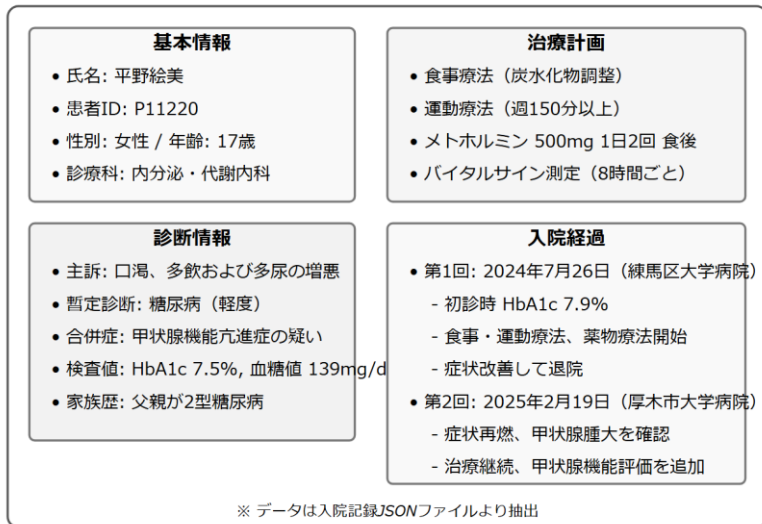 基本情報
• 氏名: 平野絵美
• 患者ID: P11220
• 性別: 女性 / 年齢: 17歳
• 診療科: 内分泌・代謝内科
治療計画
• 食事療法（炭水化物調整）
• 運動療法（週150分以上）
• メトホルミン 500mg 1日2回 食後
• バイタルサイン測定（8時間ごと）
診断情報
• 主訴: 口渇、多飲および多尿の増悪
• 暫定診断: 糖尿病（軽度）
• 合併症: 甲状腺機能亢進症の疑い
• 検査値: HbA1c 7.5%, 血糖値 139mg/d
• 家族歴: 父親が2型糖尿病
入院経過
• 第1回: 2024年7月26日（練馬区大学病院）
- 初診時 HbA1c 7.9%
- 食事・運動療法、薬物療法開始
- 症状改善して退院
• 第2回: 2025年2月19日（厚木市大学病院）
- 症状再燃、甲状腺腫大を確認
- 治療継続、甲状腺機能評価を追加
※ データは入院記録JSONファイルより抽出